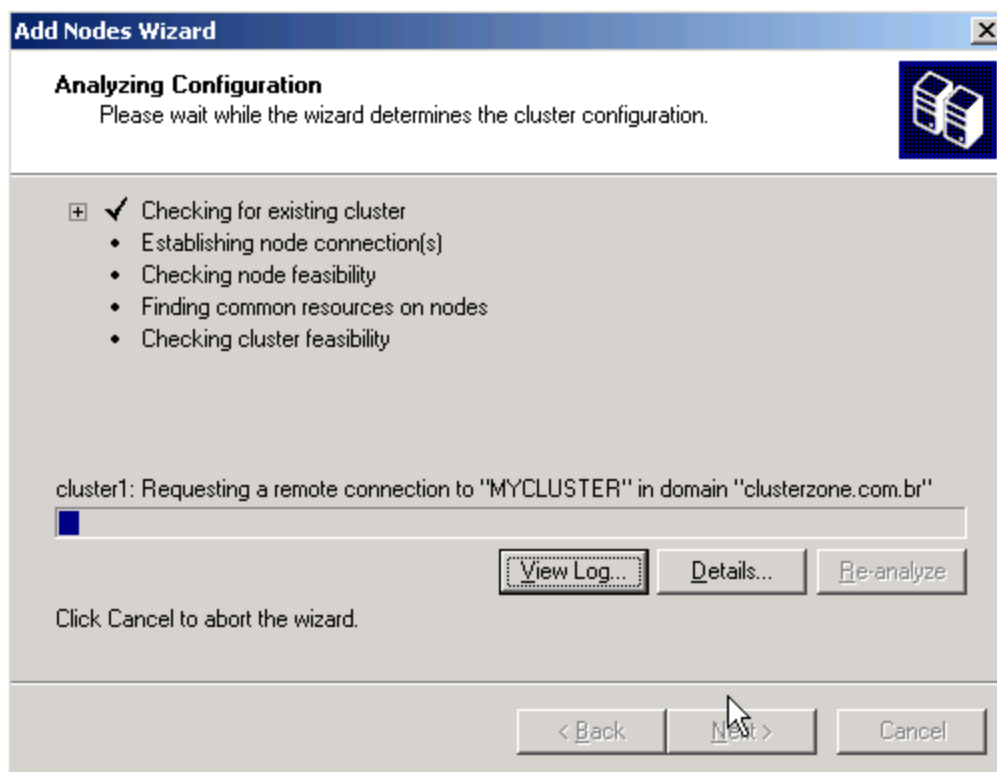 Add Nodes Wizard
Analyzing Configuration
Please wait while the wizard determines the cluster configuration.
Checking for existing cluster
Establishing node connection(s)
Checking node feasibility
Finding common resources on nodes
Checking cluster feasibility
cluster1: Requesting a remote connection to "MYCLUSTER" in domain "clusterzone.com.br"
View Log... Details... Re-analyze
Click Cancel to abort the wizard.
< Back Next > Cancel